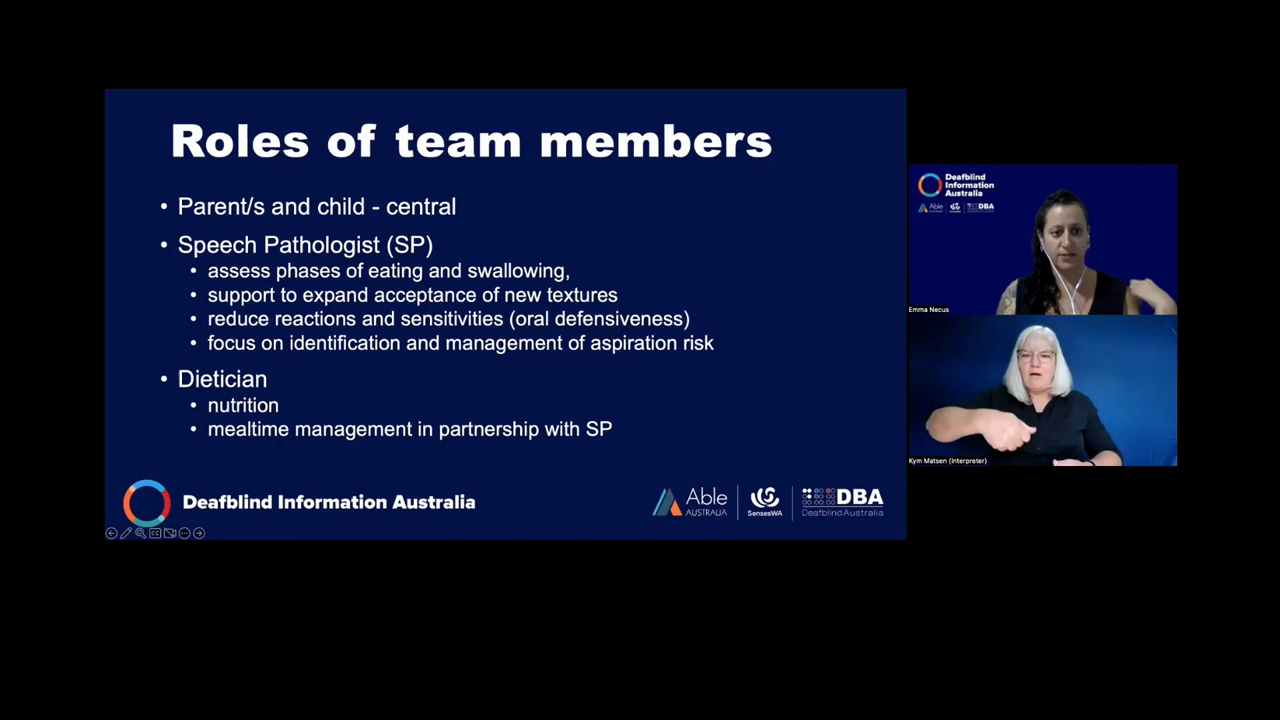 Roles of team members
• Parent/s and child - central
• Speech Pathologist (SP)
• assess phases of eating and swallowing,
• support to expand acceptance of new textures
• reduce reactions and sensitivities (oral defensiveness)
• focus on identification and management of aspiration risk
• Dietician
• nutrition
• mealtime management in partnership with SP
Deafblind Information Australia
Able
AUSTRALIA
SensesWA
DBA
DeafblindAustralia
Deafblind
Information
Australia
Able
DBA
Emma Necus
Kym Matsen (Interpreter)